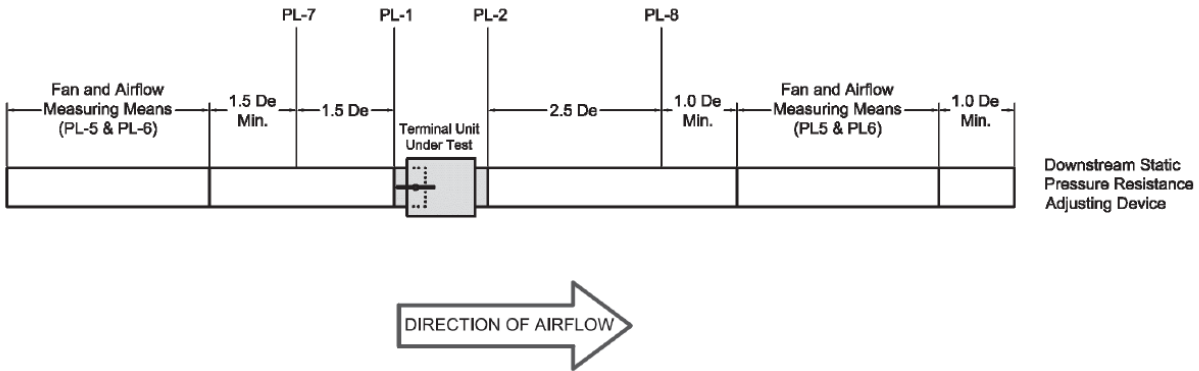 PL-7
PL-1
PL-2
PL-8
Fan and Airflow
Measuring Means
(PL-5 & PL-6)
1.5 De
Min.
1.5 De
Terminal Unit
Under Test
2.5 De
1.0 De
Min.
Fan and Airflow
Measuring Means
(PL5 & PL6)
1.0 De
Min.
Downstream Static
Pressure Resistance
Adjusting Device
DIRECTION OF AIRFLOW